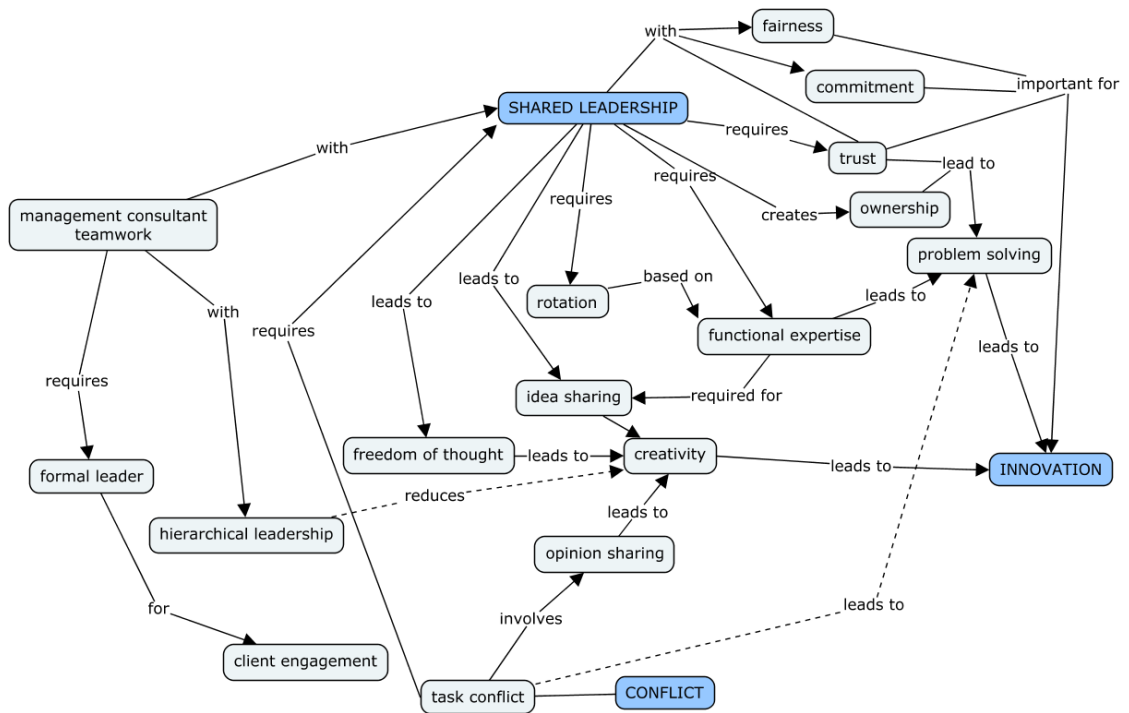 fairness
with
commitment
important for
SHARED LEADERSHIP
requires
with
trust
lead to
requires
requires
management consultant
teamwork
creates
ownership
problem solving
leads to
based on
leads to
rotation
leads to
requires
with
functional expertise
leads to
requires
idea sharing
required for
freedom of thought
leads to
creativity
leads to
INNOVATION
formal leader
reduces
hierarchical leadership
leads to
opinion sharing
for
involves
leads to
client engagement
task conflict
CONFLICT